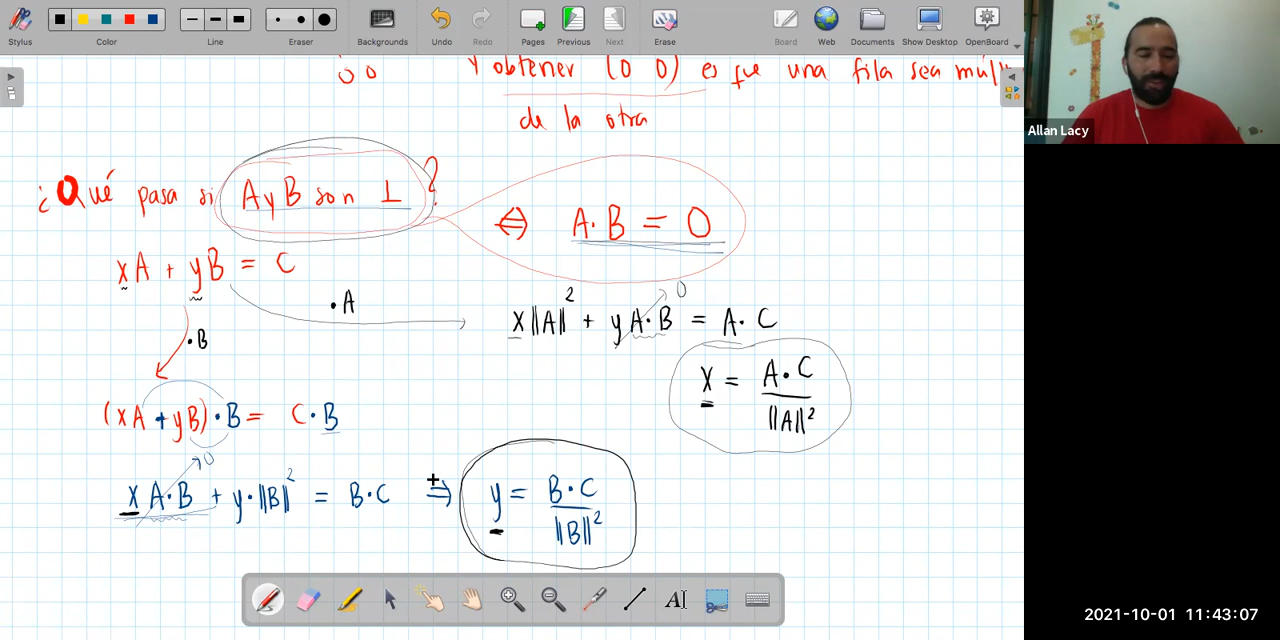 Stylus Color Line Eraser Backgrounds Undo Redo Pages Previous Next Erase Board Web Documents Show Desktop OpenBoard
Y obtener (0 0) es que una fila sea múl
de la otra
¿Qué pasa si A y B son ⊥ ?
⇔ A·B = 0
xA + yB = C
·A
·B
x‖A‖² + y A·B = A·C
0
x = A·C / ‖A‖²
(xA + yB)·B = C·B
0
x A·B + y·‖B‖² = B·C ⇒ y = B·C / ‖B‖²
Allan Lacy
2021-10-01 11:43:07